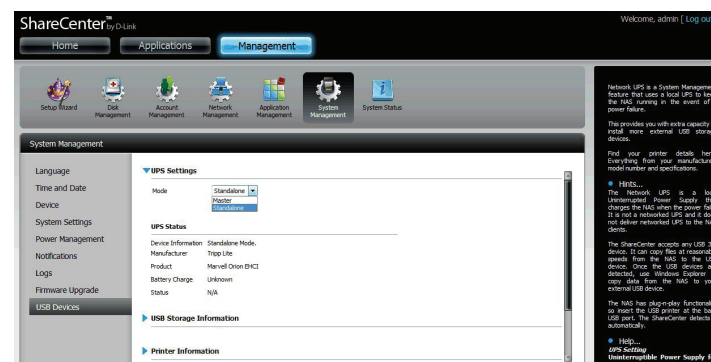 ShareCenter™ by D-Link
Welcome, admin [ Log out
Home
Applications
Management
Setup Wizard
Disk Management
Account Management
Network Management
Application Management
System Management
System Status
System Management
Language
Time and Date
Device
System Settings
Power Management
Notifications
Logs
Firmware Upgrade
USB Devices
UPS Settings
Mode Standalone
Master
Standalone
UPS Status
Device Information Standalone Mode.
Manufacturer Tripp Lite
Product Marvell Orion EHCI
Battery Charge Unknown
Status N/A
USB Storage Information
Printer Information
Network UPS is a System Manageme
feature that uses a local UPS to kee
the NAS running in the event of
power failure.
This provides you with extra capacity
install more external USB storag
devices.
Find your printer details her
Everything from your manufacture
model number and specifications.
Hints...
The Network UPS is a loc
Uninterrupted Power Supply th
charges the NAS when the power fail
It is not a networked UPS and it doe
not deliver networked UPS to the NA
clients.
The ShareCenter accepts any USB 3
device. It can copy files at reasonab
speeds from the NAS to the US
device. Once the USB devices a
detected, use Windows Explorer
copy data from the NAS to yo
external USB device.
The NAS has plug-n-play functionali
so insert the USB printer at the ba
USB port. The ShareCenter detects
automatically.
Help...
UPS Setting
Uninterruptible Power Supply f